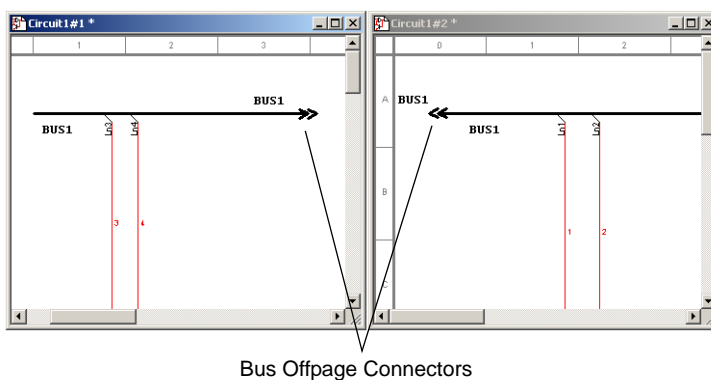 Circuit1#1 *
1 2 3
BUS1
BUS1
Ln3 Ln4
3 4
Circuit1#2 *
0 1 2
A
BUS1
BUS1
Ln1 Ln2
B
1 2
C
Bus Offpage Connectors